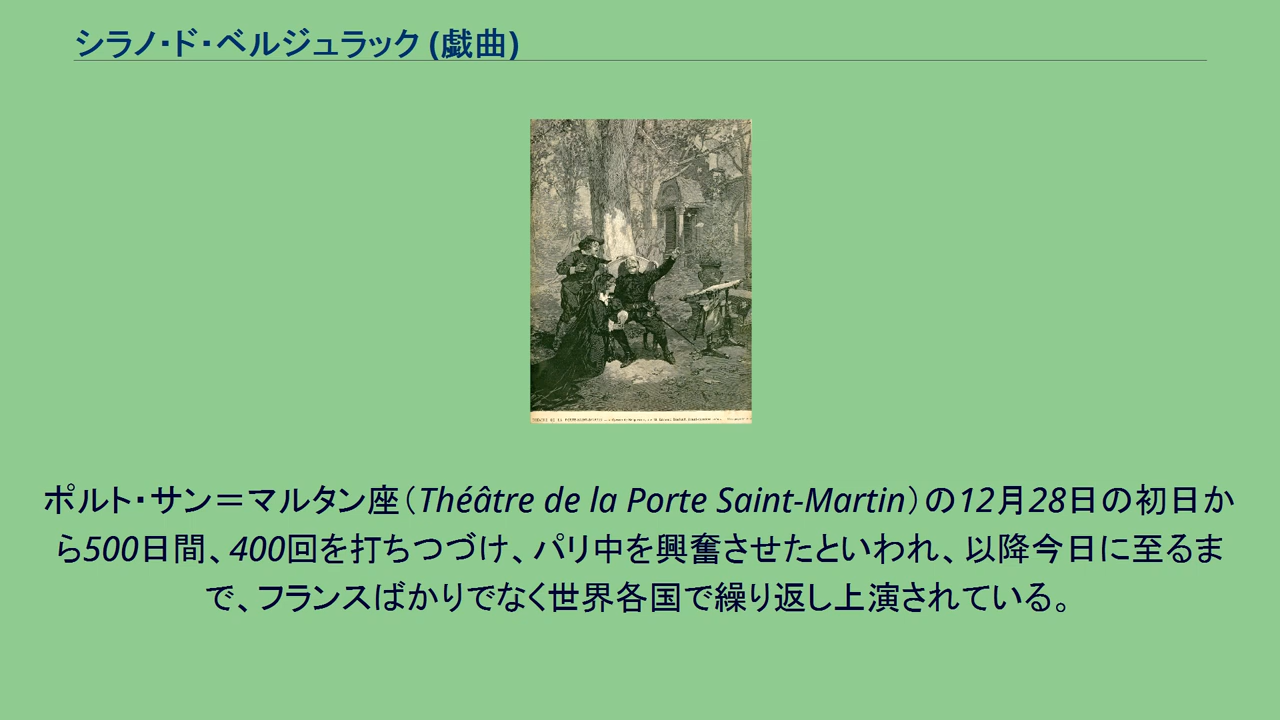 シラノ・ド・ベルジュラック (戯曲)
ポルト・サン＝マルタン座（Théâtre de la Porte Saint-Martin）の12月28日の初日か
ら500日間、400回を打ちつづけ、パリ中を興奮させたといわれ、以降今日に至るま
で、フランスばかりでなく世界各国で繰り返し上演されている。